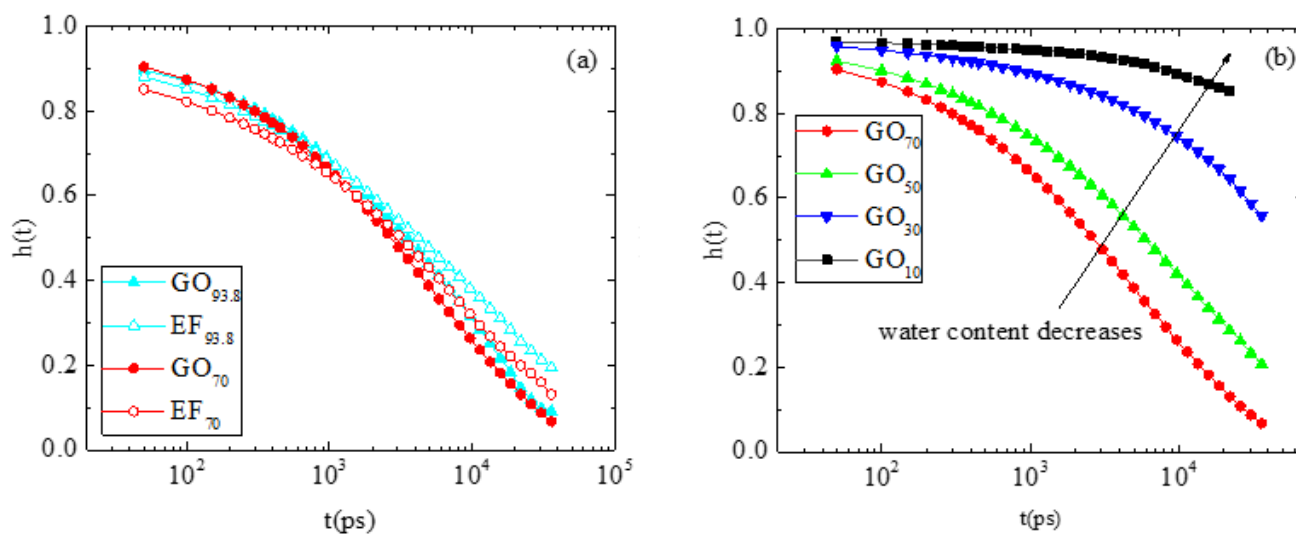 (a)
h(t)
1.0
0.8
0.6
0.4
0.2
0.0
GO93.8
EF93.8
GO70
EF70
10^2
10^3
10^4
10^5
t(ps)
(b)
h(t)
1.0
0.8
0.6
0.4
0.2
0.0
GO70
GO50
GO30
GO10
water content decreases
10^2
10^3
10^4
t(ps)